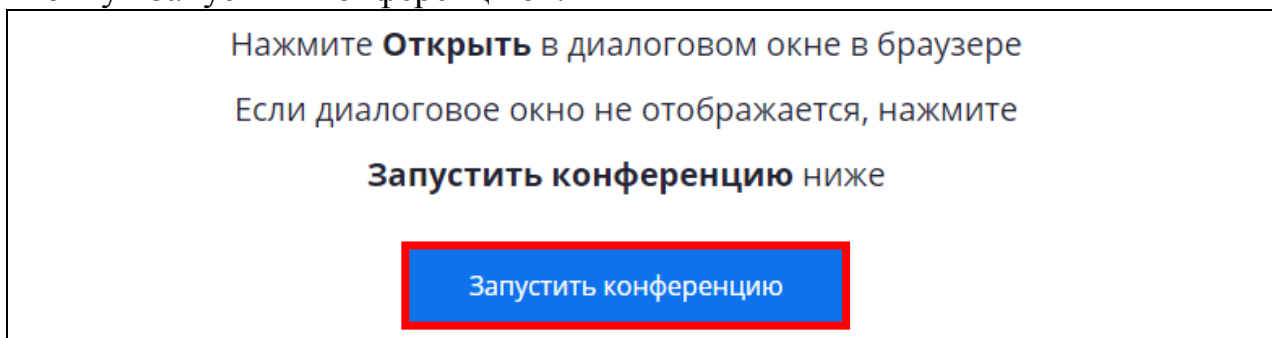 Нажмите Открыть в диалоговом окне в браузере
Если диалоговое окно не отображается, нажмите
Запустить конференцию ниже
Запустить конференцию